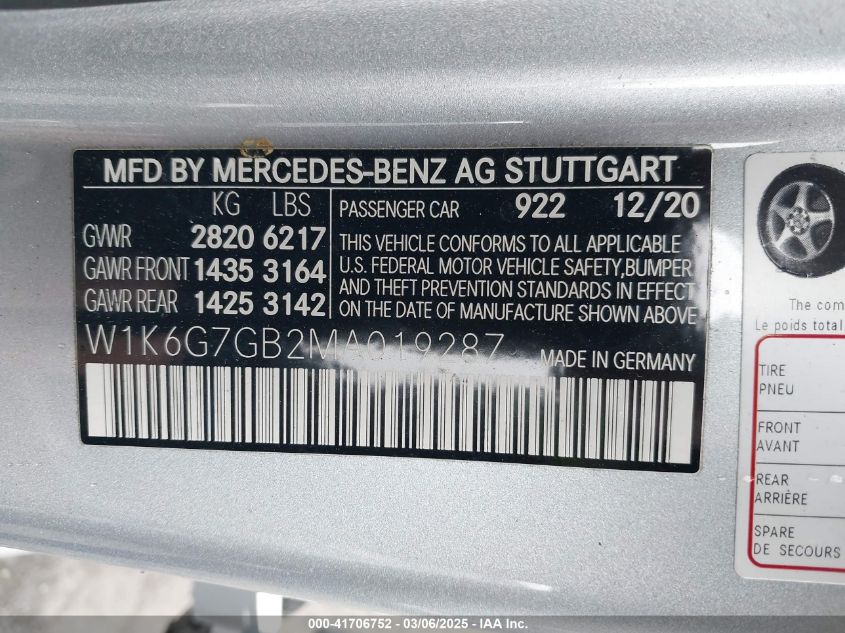 MFD BY MERCEDES-BENZ AG STUTTGART
KG LBS
GVWR 2820 6217
GAWR FRONT 1435 3164
GAWR REAR 1425 3142
PASSENGER CAR 922 12/20
THIS VEHICLE CONFORMS TO ALL APPLICABLE
U.S. FEDERAL MOTOR VEHICLE SAFETY,BUMPER
AND THEFT PREVENTION STANDARDS IN EFFECT
ON THE DATE OF MANUFACTURE SHOWN ABOVE
W1K6G7GB2MA019287 MADE IN GERMANY
The com
Le poids total
TIRE
PNEU
FRONT
AVANT
REAR
ARRIÈRE
SPARE
DE SECOURS
000-41706752 — 03/06/2025 — IAA Inc.